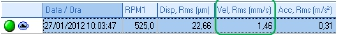 Data / Ora RPM1 Disp, Rms (µm) Vel, Rms (mm/s) Acc, Rms (m/s²)
27/01/2012 10:03:47 525,0 22,66 1,46 0,31